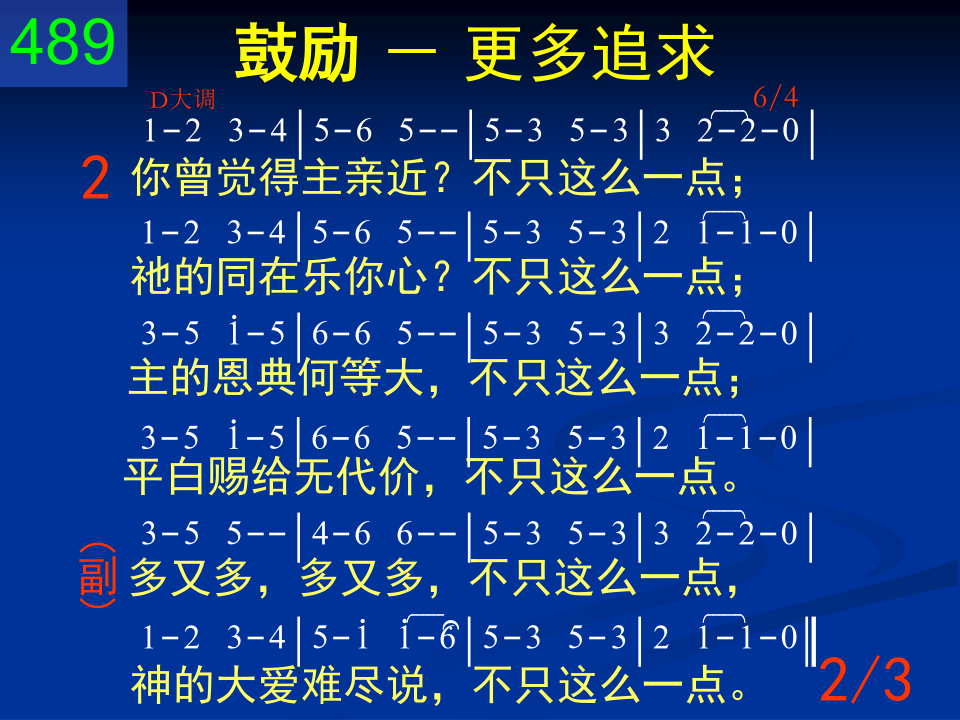 489
鼓励 － 更多追求
D大调 6/4
1-2 3-4|5-6 5--|5-3 5-3|3 2-2-0|
2 你曾觉得主亲近？不只这么一点；
1-2 3-4|5-6 5--|5-3 5-3|2 1-1-0|
祂的同在乐你心？不只这么一点；
3-5 i-5|6-6 5--|5-3 5-3|3 2-2-0|
主的恩典何等大，不只这么一点；
3-5 i-5|6-6 5--|5-3 5-3|2 1-1-0|
平白赐给无代价，不只这么一点。
3-5 5--|4-6 6--|5-3 5-3|3 2-2-0|
（副） 多又多，多又多，不只这么一点，
1-2 3-4|5-i i-6|5-3 5-3|2 1-1-0‖
神的大爱难尽说，不只这么一点。
2/3